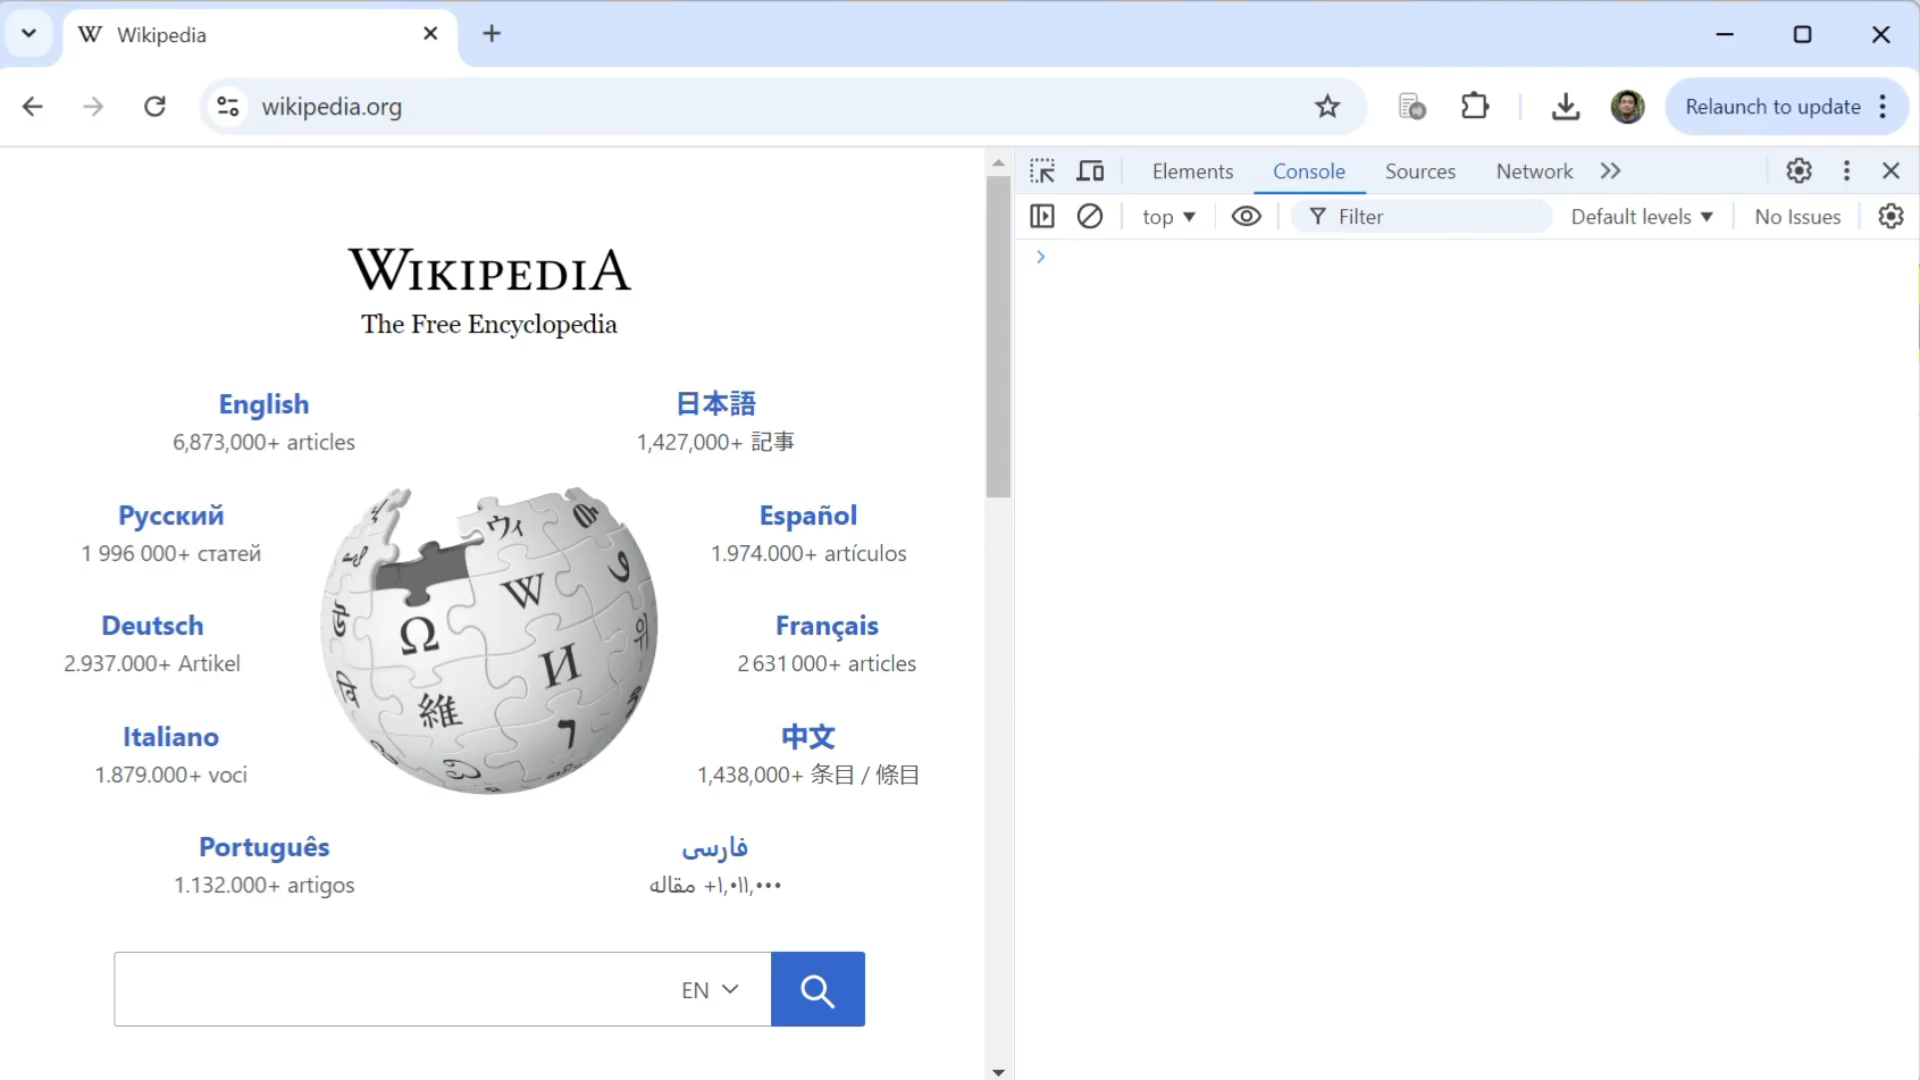 Wikipedia
wikipedia.org
Relaunch to update
Elements Console Sources Network
top Filter Default levels No Issues
WIKIPEDIA
The Free Encyclopedia
English
6,873,000+ articles
日本語
1,427,000+ 記事
Русский
1 996 000+ статей
Español
1.974.000+ artículos
Deutsch
2.937.000+ Artikel
Français
2 631 000+ articles
Italiano
1.879.000+ voci
中文
1,438,000+ 条目 / 條目
Português
1.132.000+ artigos
فارسی
۱٬۰۱۱٬۰۰۰+ مقاله
Ω W И 維 ウィ
EN